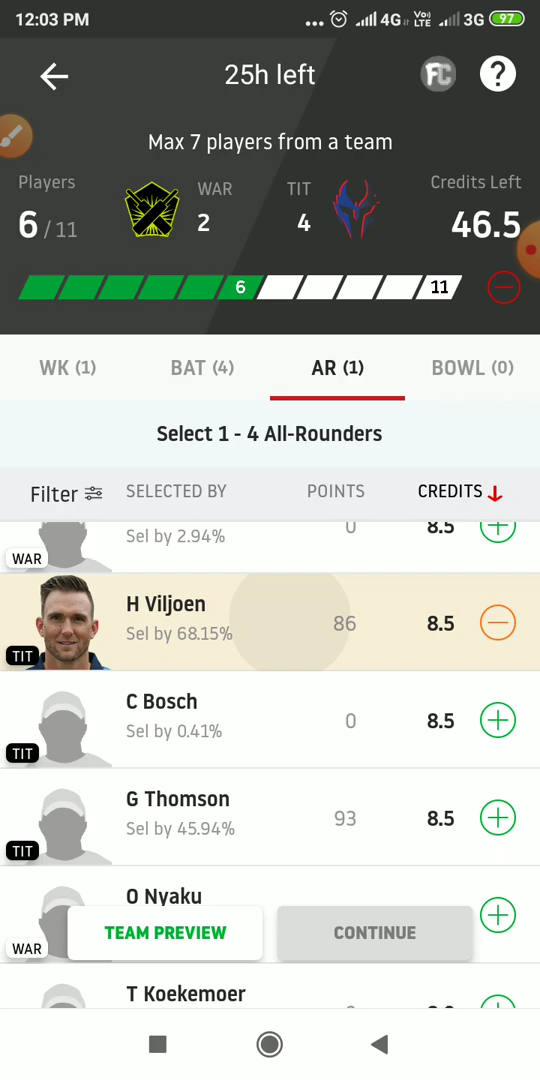 12:03 PM
4G
Vo))
LTE
3G
97
25h left
FC
?
Max 7 players from a team
Players
WAR
TIT
Credits Left
6 / 11
2
4
46.5
6
11
WK (1)
BAT (4)
AR (1)
BOWL (0)
Select 1 - 4 All-Rounders
Filter
SELECTED BY
POINTS
CREDITS
Sel by 2.94%
0
8.5
WAR
H Viljoen
Sel by 68.15%
86
8.5
TIT
C Bosch
Sel by 0.41%
0
8.5
TIT
G Thomson
Sel by 45.94%
93
8.5
TIT
O Nyaku
WAR
TEAM PREVIEW
CONTINUE
T Koekemoer